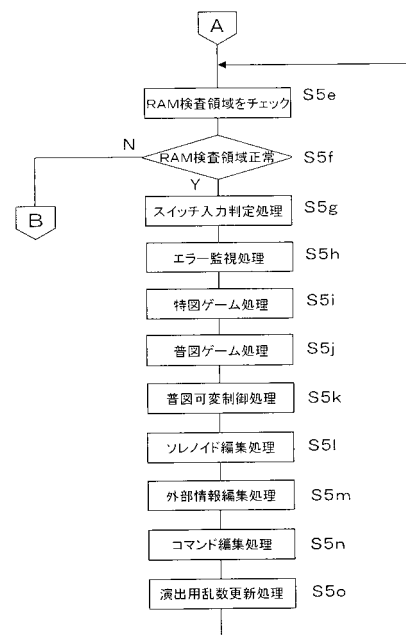 A
RAM検査領域をチェック S5e
N RAM検査領域正常 S5f
Y
B
スイッチ入力判定処理 S5g
エラー監視処理 S5h
特図ゲーム処理 S5i
普図ゲーム処理 S5j
普図可変制御処理 S5k
ソレノイド編集処理 S5l
外部情報編集処理 S5m
コマンド編集処理 S5n
演出用乱数更新処理 S5o